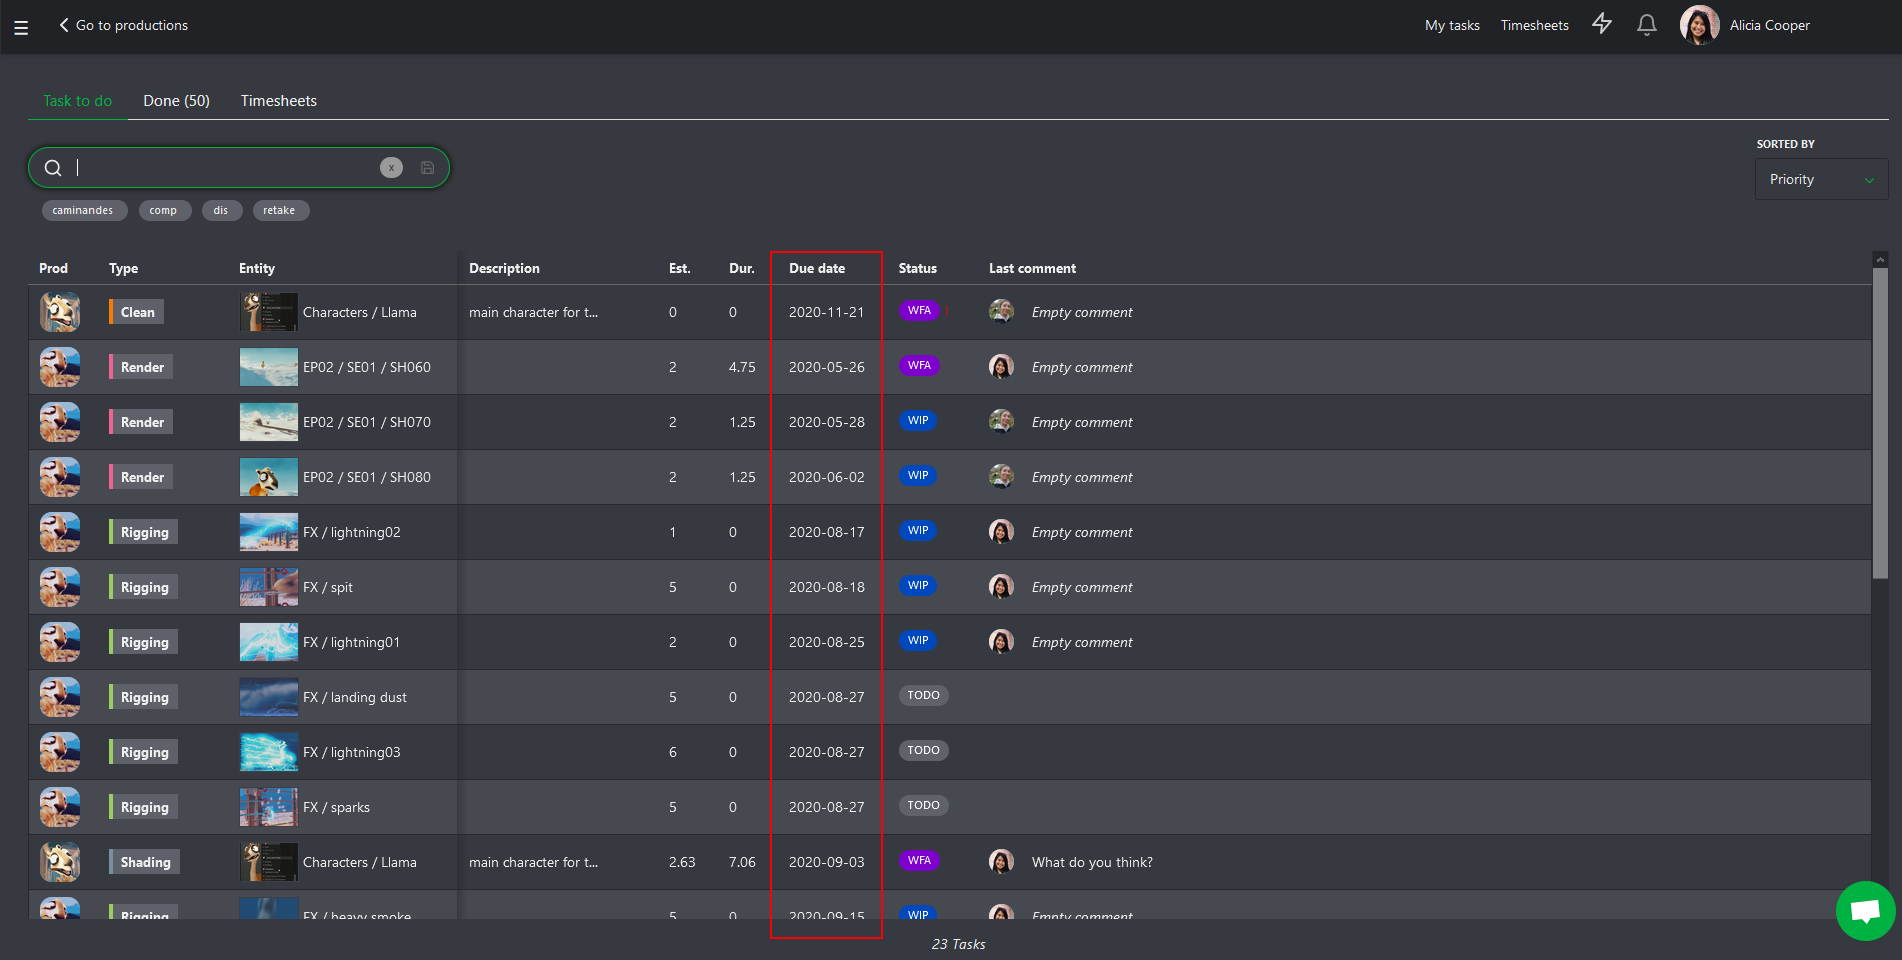 Go to productions My tasks Timesheets Alicia Cooper
Task to do Done (50) Timesheets
x
SORTED BY
Priority
caminandes comp dis retake
Prod Type Entity Description Est. Dur. Due date Status Last comment
Clean Characters / Llama main character for t... 0 0 2020-11-21 WFA ! Empty comment
Render EP02 / SE01 / SH060 2 4.75 2020-05-26 WFA Empty comment
Render EP02 / SE01 / SH070 2 1.25 2020-05-28 WIP Empty comment
Render EP02 / SE01 / SH080 2 1.25 2020-06-02 WIP Empty comment
Rigging FX / lightning02 1 0 2020-08-17 WIP Empty comment
Rigging FX / spit 5 0 2020-08-18 WIP Empty comment
Rigging FX / lightning01 2 0 2020-08-25 WIP Empty comment
Rigging FX / landing dust 5 0 2020-08-27 TODO
Rigging FX / lightning03 6 0 2020-08-27 TODO
Rigging FX / sparks 5 0 2020-08-27 TODO
Shading Characters / Llama main character for t... 2.63 7.06 2020-09-03 WFA What do you think?
Rigging FX / heavy smoke 5 0 2020-09-15 WIP Empty comment
23 Tasks